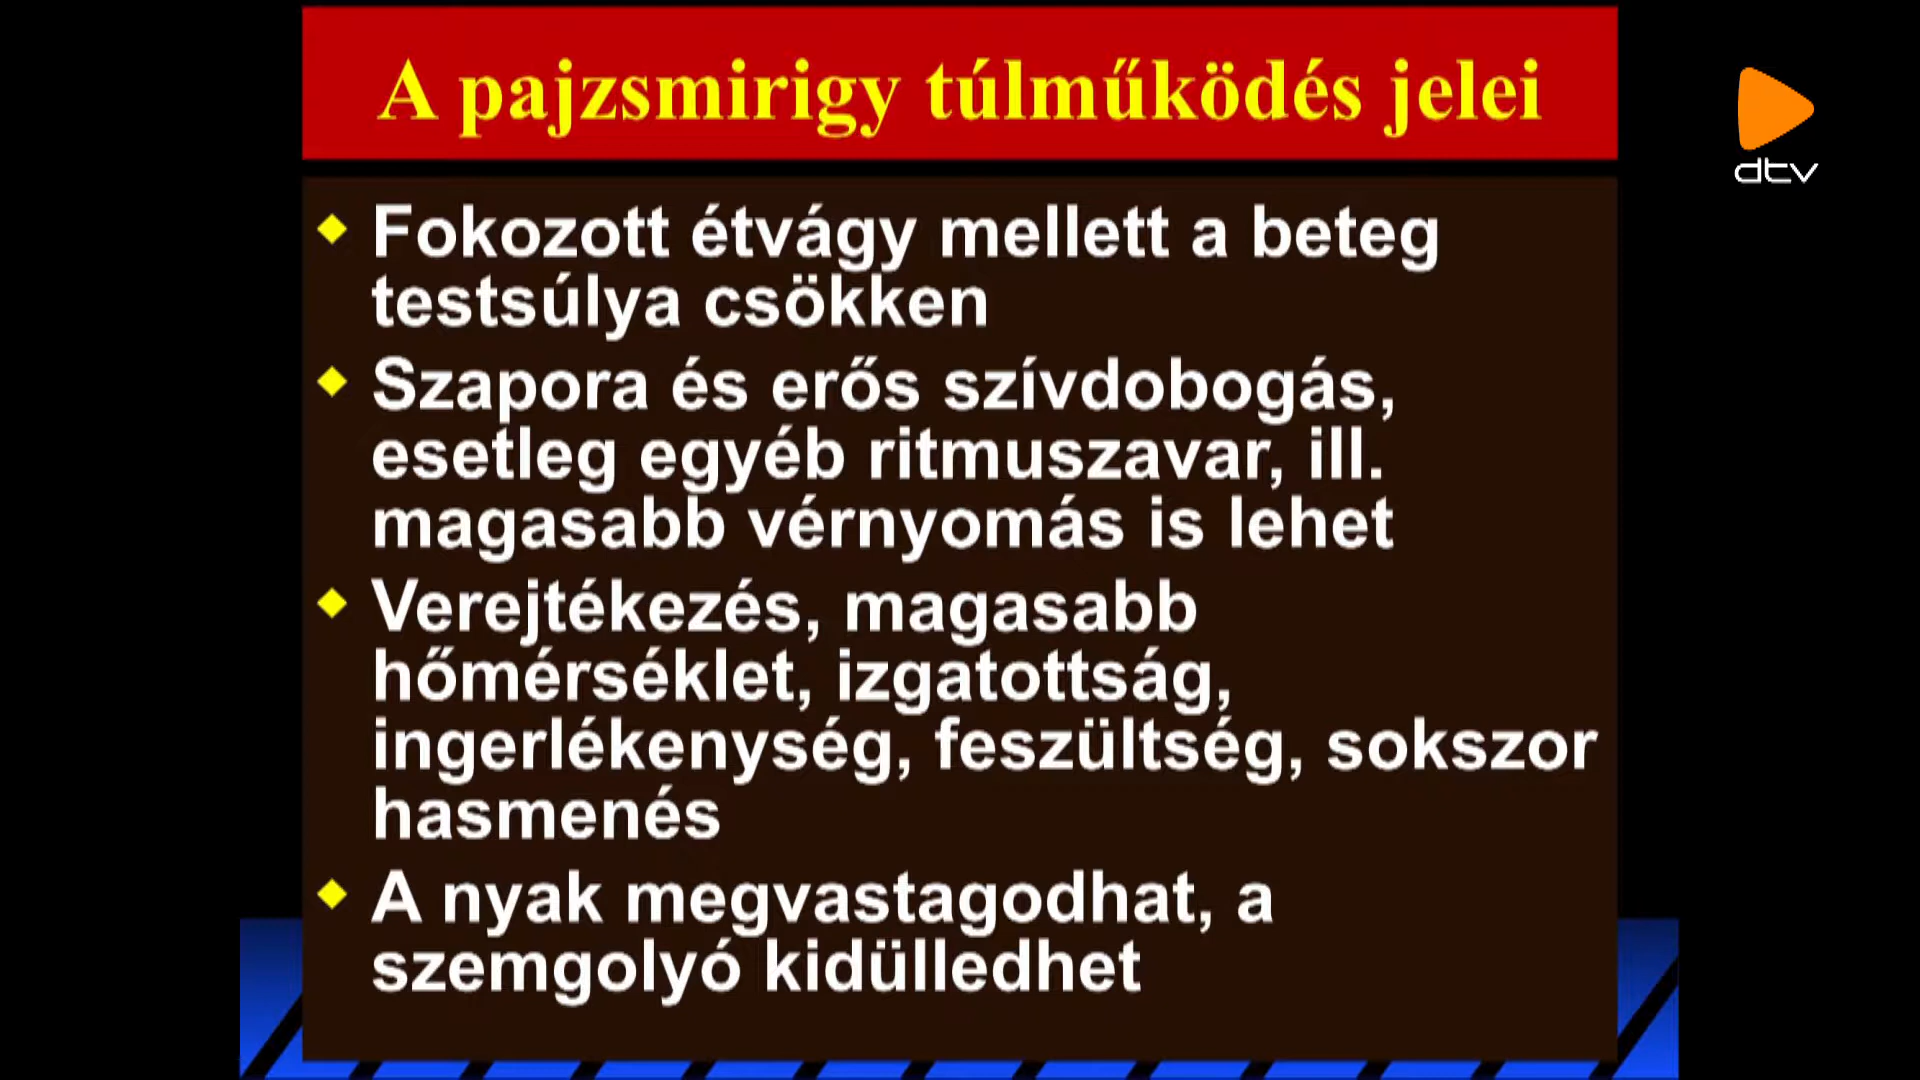 A pajzsmirigy túlműködés jelei
dtv
Fokozott étvágy mellett a beteg
testsúlya csökken
Szapora és erős szívdobogás,
esetleg egyéb ritmuszavar, ill.
magasabb vérnyomás is lehet
Verejtékezés, magasabb
hőmérséklet, izgatottság,
ingerlékenység, feszültség, sokszor
hasmenés
A nyak megvastagodhat, a
szemgolyó kidülledhet